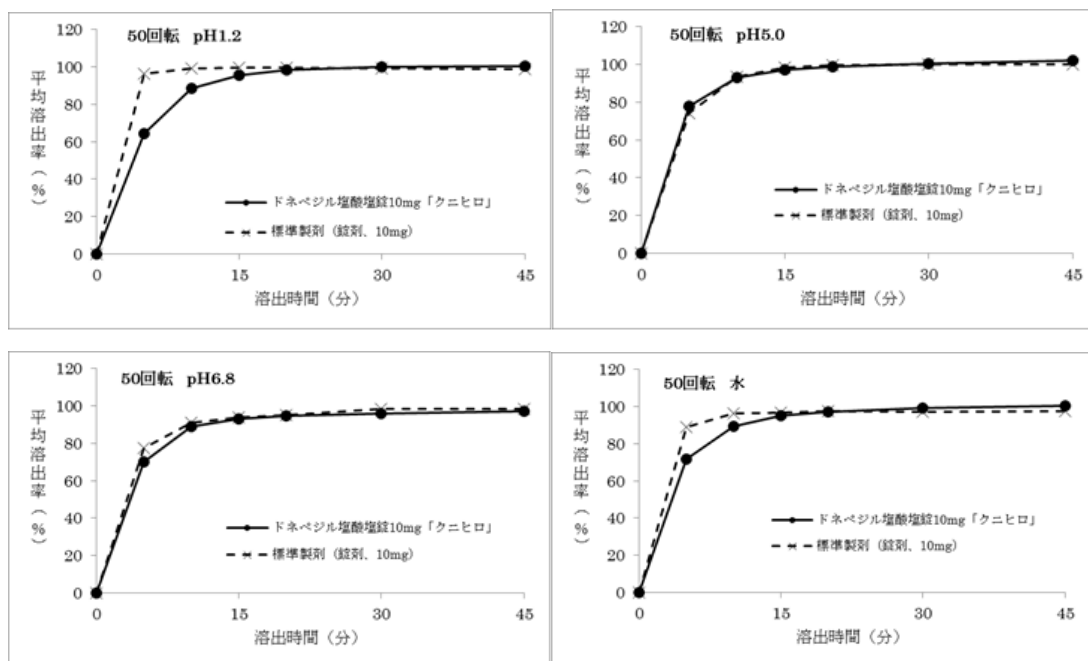 50回転 pH1.2
120
100
80
60
40
20
0
平均溶出率(%)
ドネペジル塩酸塩錠10mg「クニヒロ」
標準製剤(錠剤、10mg)
0 15 30 45
溶出時間(分)
50回転 pH5.0
120
100
80
60
40
20
0
平均溶出率(%)
ドネペジル塩酸塩錠10mg「クニヒロ」
標準製剤(錠剤、10mg)
0 15 30 45
溶出時間(分)
50回転 pH6.8
120
100
80
60
40
20
0
平均溶出率(%)
ドネペジル塩酸塩錠10mg「クニヒロ」
標準製剤(錠剤、10mg)
0 15 30 45
溶出時間(分)
50回転 水
120
100
80
60
40
20
0
平均溶出率(%)
ドネペジル塩酸塩錠10mg「クニヒロ」
標準製剤(錠剤、10mg)
0 15 30 45
溶出時間(分)